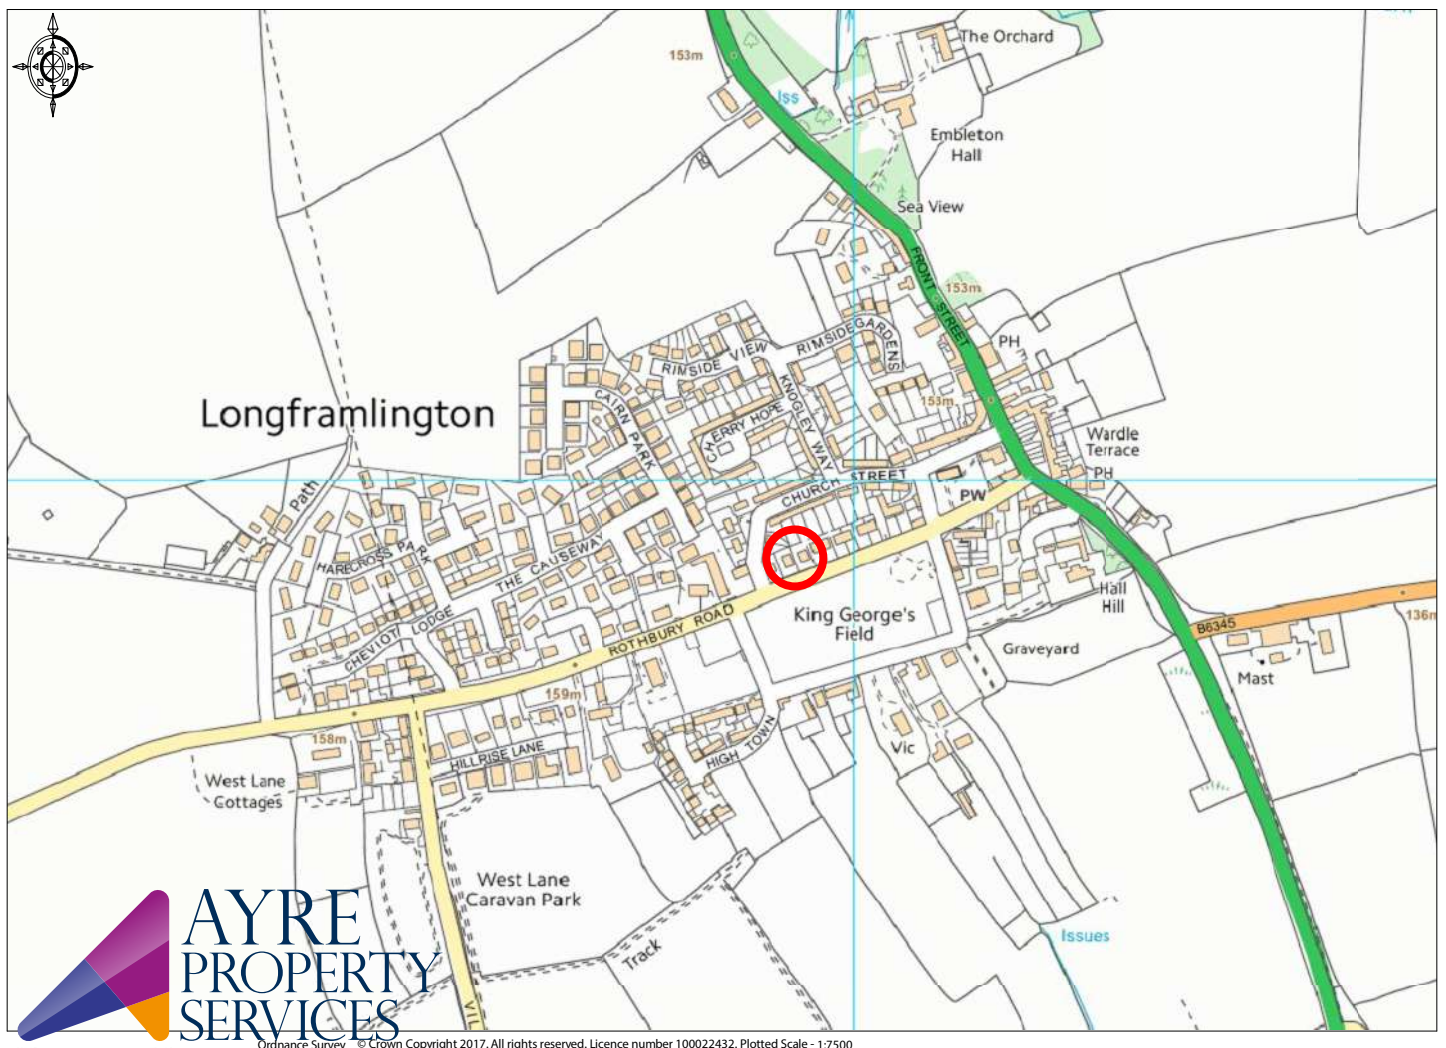 The Orchard
153m
Iss
Embleton
Hall
Sea View
FRONT STREET
153m
PH
RIMSIDE GARDENS
RIMSIDE VIEW
KNOGLEY WAY
CAIRN PARK
CHERRY HOPE
153m
Longframlington
Wardle
Terrace
PH
CHURCH STREET
PW
Path
HARECROSS PARK
THE CAUSEWAY
CHEVIOT LODGE
ROTHBURY ROAD
King George's
Field
Hall
Hill
B6345
136m
Graveyard
Mast
159m
158m
HILLRISE LANE
HIGH TOWN
Vic
West Lane
Cottages
West Lane
Caravan Park
Track
Issues
VIL
AYRE
PROPERTY
SERVICES
Ordnance Survey © Crown Copyright 2017. All rights reserved. Licence number 100022432. Plotted Scale - 1:7500